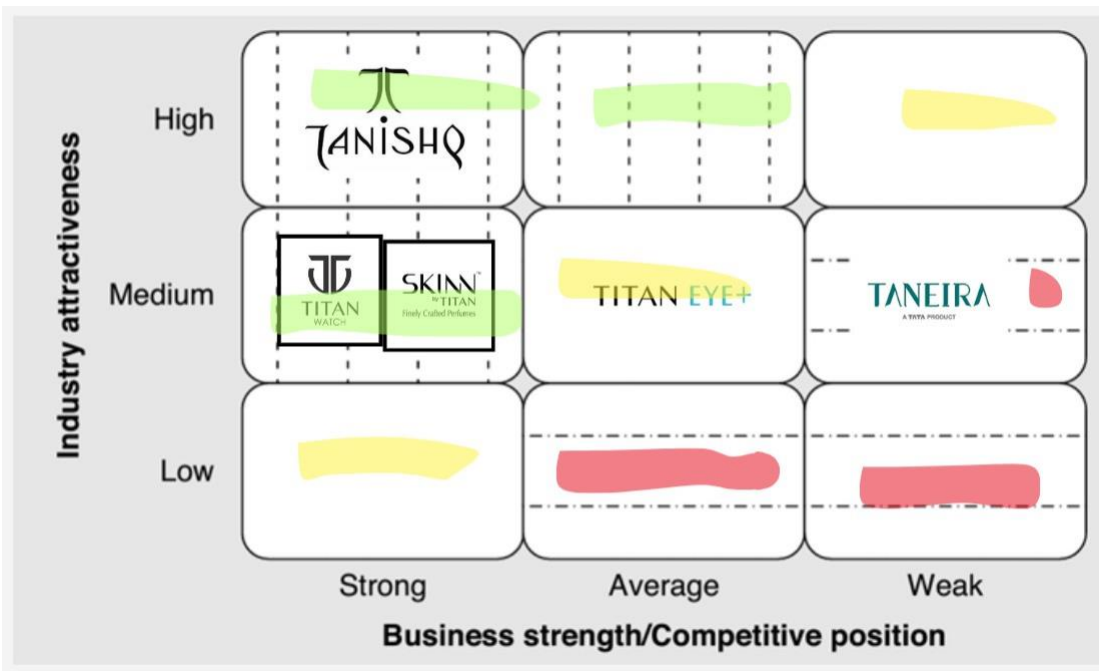 High
TANISHQ
Industry attractiveness
Medium
TITAN
WATCH
SKINN™
by TITAN
Finely Crafted Perfumes
TITAN EYE+
TANEIRA
A TATA PRODUCT
Low
Strong
Average
Weak
Business strength/Competitive position